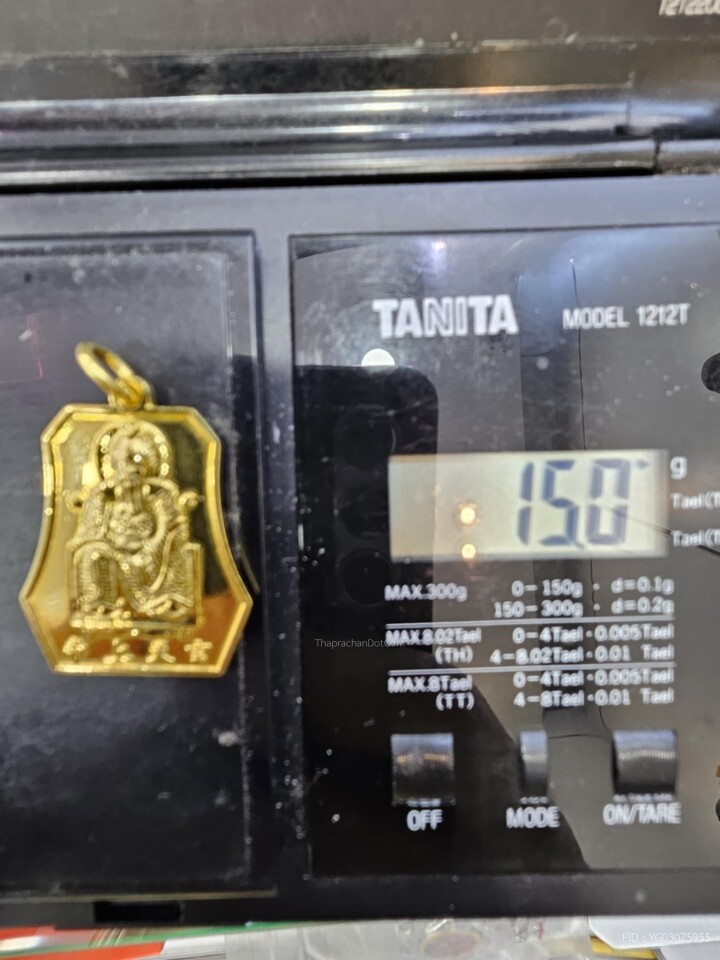 TANITA MODEL 1212T
15.0 g
MAX.300g 0-150g · d=0.1g
150-300g · d=0.2g
MAX.8.02Tael 0-4Tael·0.005Tael
(TH) 4-8.02Tael·0.01 Tael
MAX.8Tael 0-4Tael·0.005Tael
(TT) 4-8Tael·0.01 Tael
OFF MODE ON/TARE
PID : YG03075955